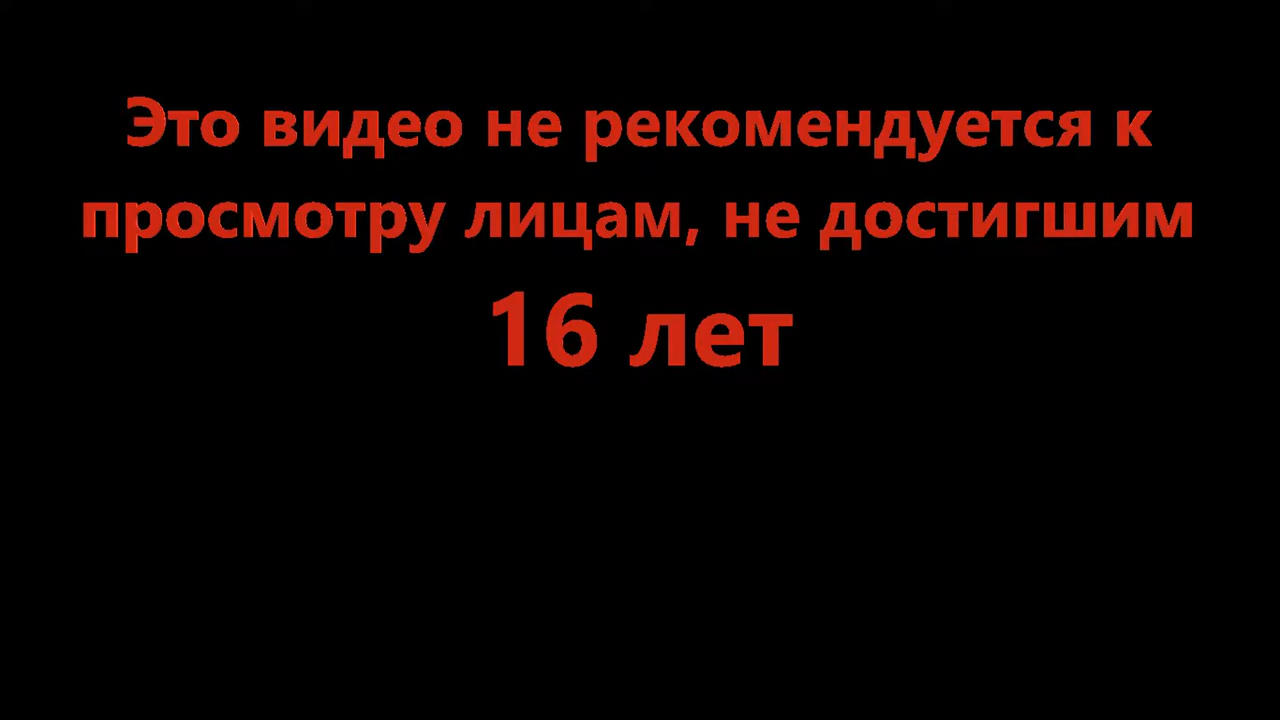 Это видео не рекомендуется к
просмотру лицам, не достигшим
16 лет